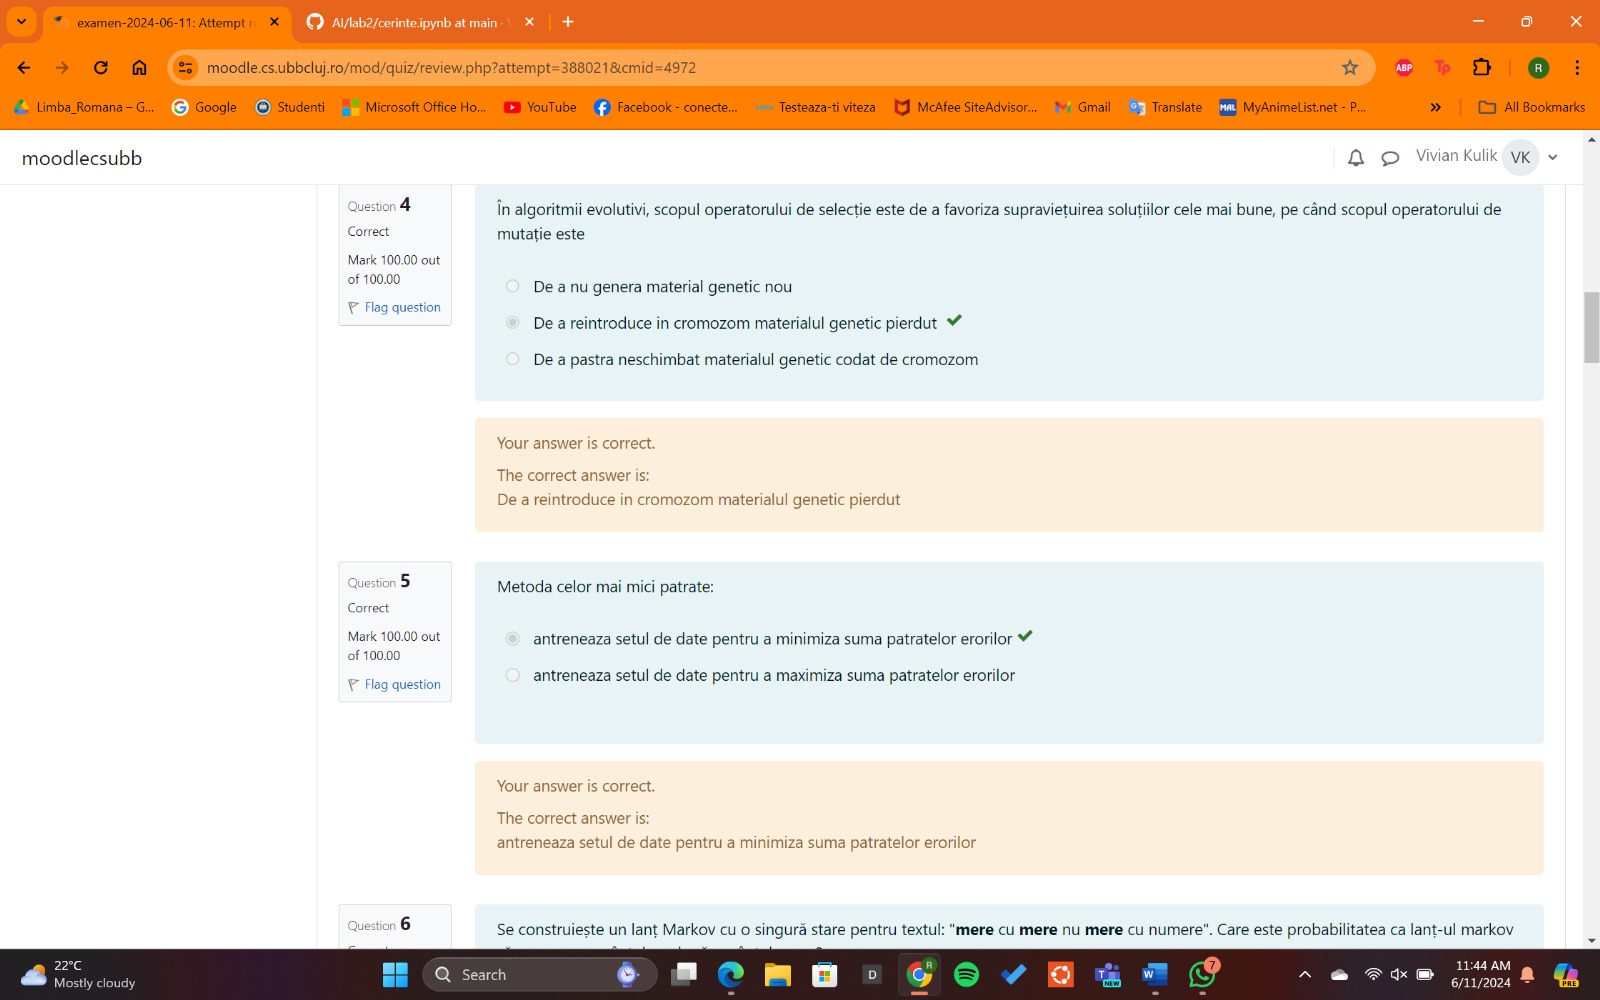 examen-2024-06-11: Attempt r
AI/lab2/cerinte.ipynb at main ·
moodle.cs.ubbcluj.ro/mod/quiz/review.php?attempt=388021&cmid=4972
ABP
Tp
R
Limba_Romana – G...
Google
Studenti
Microsoft Office Ho...
YouTube
Facebook - conecte...
Testeaza-ti viteza
McAfee SiteAdvisor...
Gmail
Translate
MAL
MyAnimeList.net - P...
»
All Bookmarks
moodlecsubb
Vivian Kulik
VK
Question 4
Correct
Mark 100.00 out
of 100.00
Flag question
În algoritmii evolutivi, scopul operatorului de selecție este de a favoriza supraviețuirea soluțiilor cele mai bune, pe când scopul operatorului de
mutație este
De a nu genera material genetic nou
De a reintroduce in cromozom materialul genetic pierdut
De a pastra neschimbat materialul genetic codat de cromozom
Your answer is correct.
The correct answer is:
De a reintroduce in cromozom materialul genetic pierdut
Question 5
Correct
Mark 100.00 out
of 100.00
Flag question
Metoda celor mai mici patrate:
antreneaza setul de date pentru a minimiza suma patratelor erorilor
antreneaza setul de date pentru a maximiza suma patratelor erorilor
Your answer is correct.
The correct answer is:
antreneaza setul de date pentru a minimiza suma patratelor erorilor
Question 6
Se construiește un lanț Markov cu o singură stare pentru textul: "mere cu mere nu mere cu numere". Care este probabilitatea ca lanț-ul markov
22°C
Mostly cloudy
Search
D
R
NEW
7
11:44 AM
6/11/2024
PRE